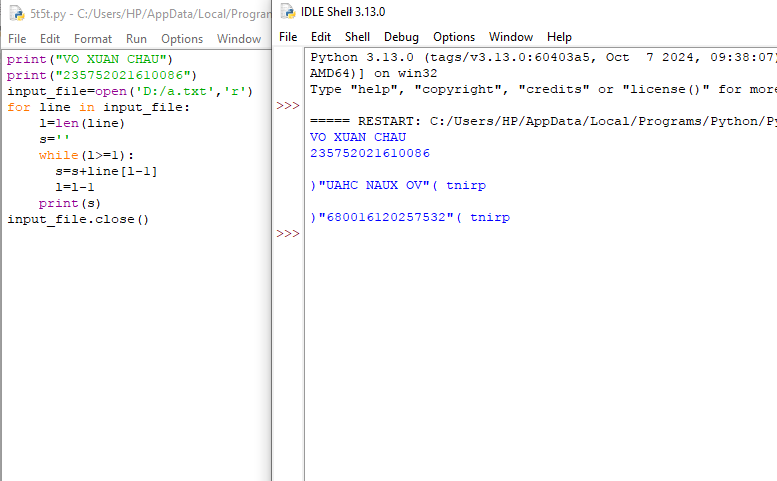 5t5t.py - C:/Users/HP/AppData/Local/Program
File Edit Format Run Options Window
print("VO XUAN CHAU")
print("235752021610086")
input_file=open('D:/a.txt','r')
for line in input_file:
    l=len(line)
    s=''
    while(l>=1):
      s=s+line[l-1]
      l=l-1
    print(s)
input_file.close()
IDLE Shell 3.13.0
File Edit Shell Debug Options Window Help
Python 3.13.0 (tags/v3.13.0:60403a5, Oct  7 2024, 09:38:07)
AMD64)] on win32
Type "help", "copyright", "credits" or "license()" for more
>>>
===== RESTART: C:/Users/HP/AppData/Local/Programs/Python/Py
VO XUAN CHAU
235752021610086
)"UAHC NAUX OV"( tnirp
)"680016120257532"( tnirp
>>>